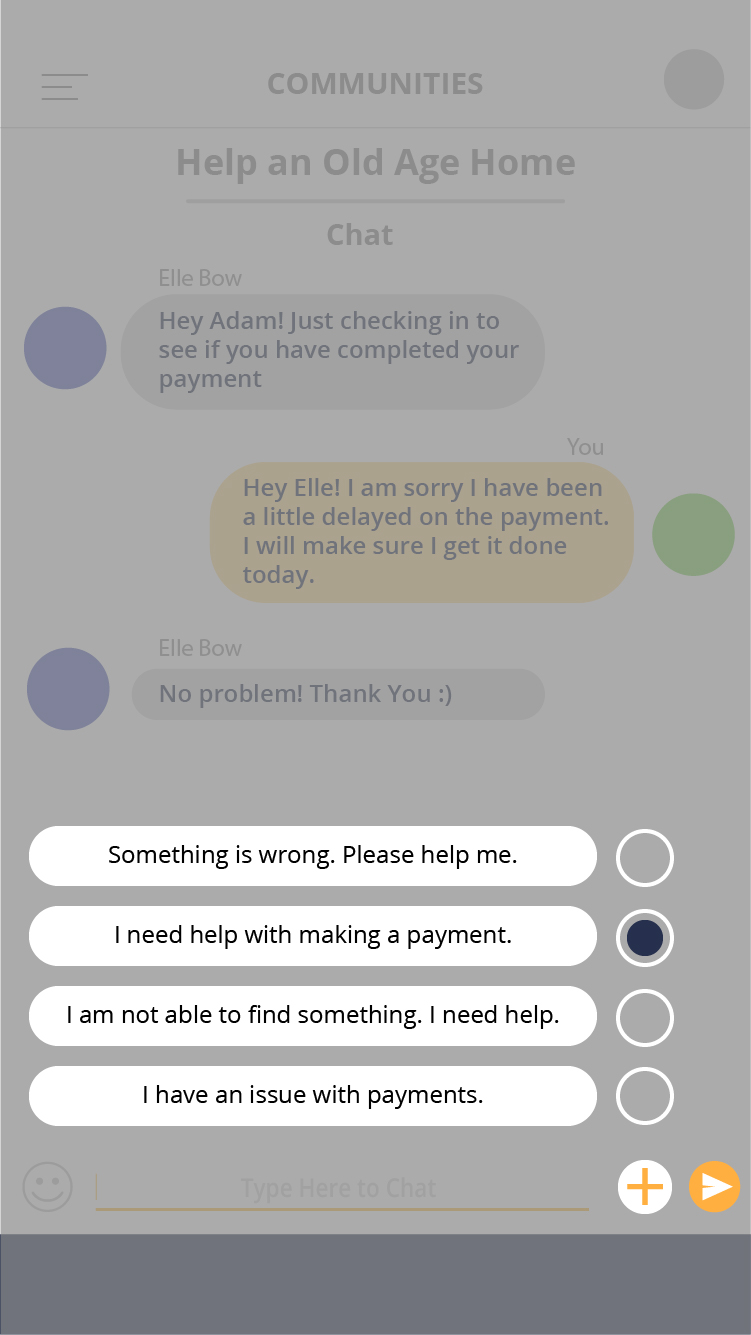 COMMUNITIES
Help an Old Age Home
Chat
Elle Bow
Hey Adam! Just checking in to
see if you have completed your
payment
You
Hey Elle! I am sorry I have been
a little delayed on the payment.
I will make sure I get it done
today.
Elle Bow
No problem! Thank You :)
Something is wrong. Please help me.
I need help with making a payment.
I am not able to find something. I need help.
I have an issue with payments.
Type Here to Chat